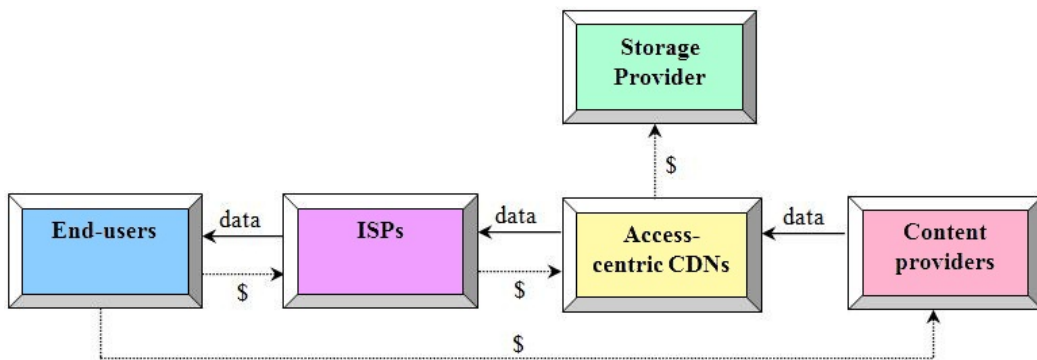 Storage
Provider
$
End-users
data
ISPs
data
Access-
centric CDNs
data
Content
providers
$
$
$